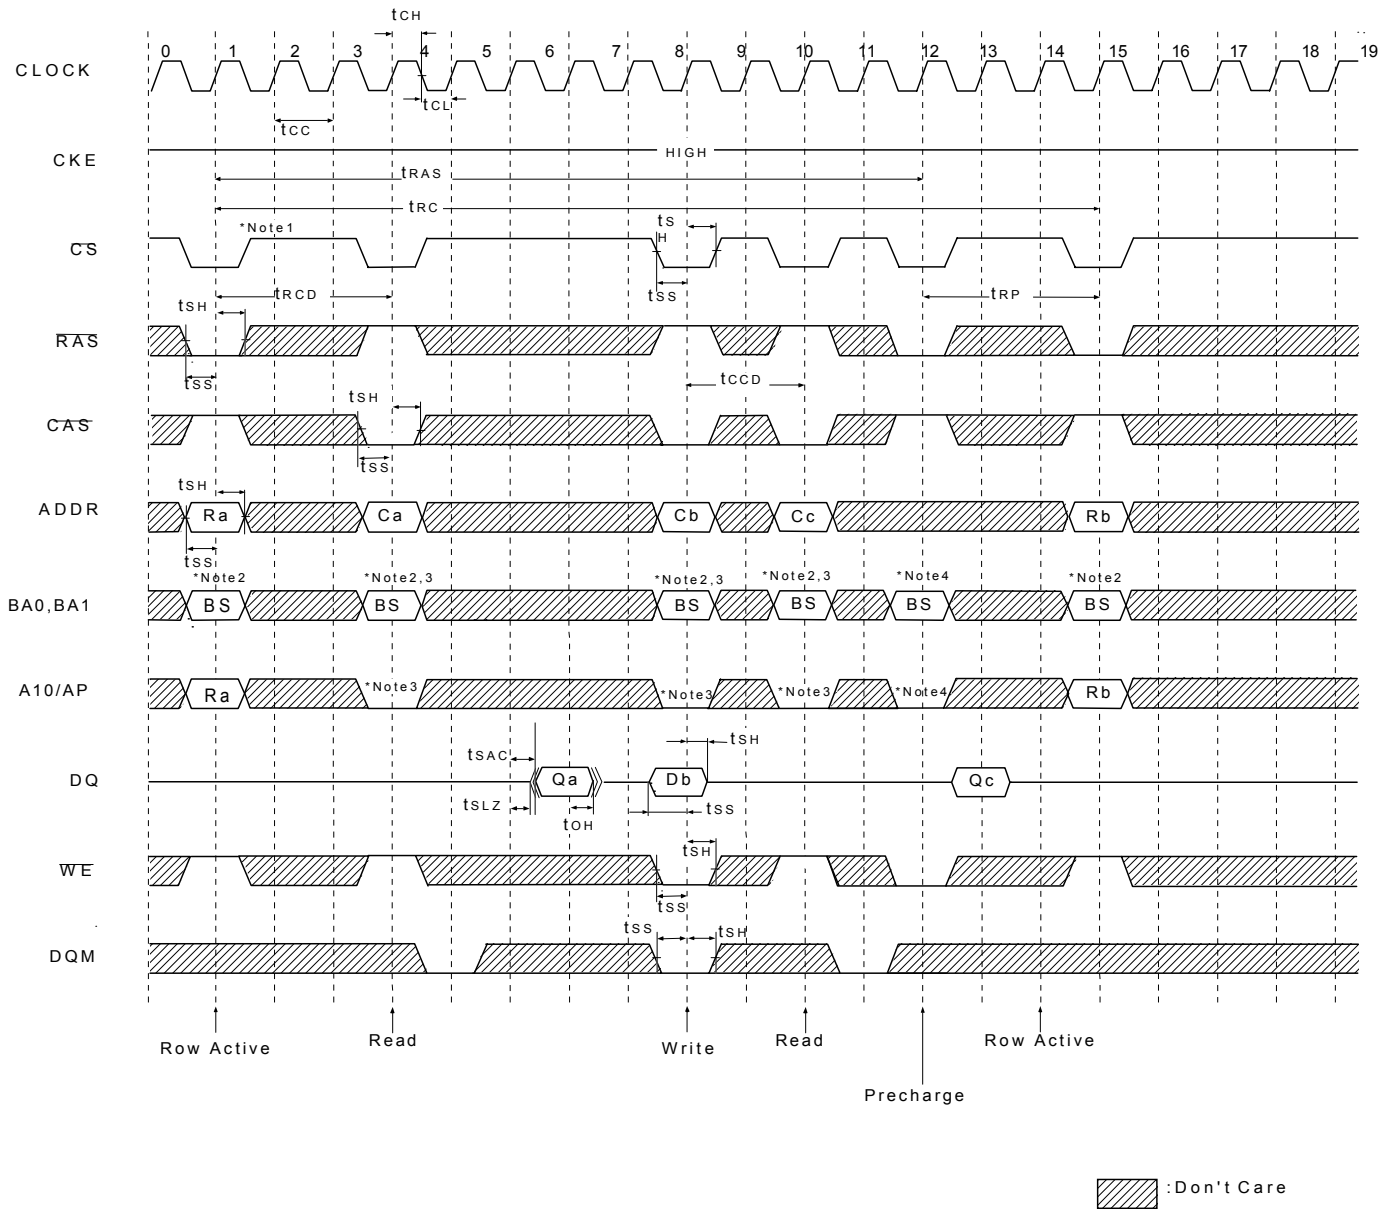 tCH
0 1 2 3 4 5 6 7 8 9 10 11 12 13 14 15 16 17 18 19
CLOCK
tCL
tCC
CKE
HIGH
tRAS
tRC
*Note1
tS
H
CS
tRCD
tSS
tRP
tSH
RAS
tSS
tCCD
tSH
CAS
tSS
tSH
ADDR
Ra Ca Cb Cc Rb
tSS
*Note2 *Note2,3 *Note2,3 *Note2,3 *Note4 *Note2
BA0,BA1
BS BS BS BS BS BS
A10/AP
Ra *Note3 *Note3 *Note3 *Note4 Rb
tSH
tSAC
DQ
Qa Db Qc
tSLZ
tOH
tSS
tSH
WE
tSS
tSS tSH
DQM
Row Active Read Write Read Row Active
Precharge
:Don't Care